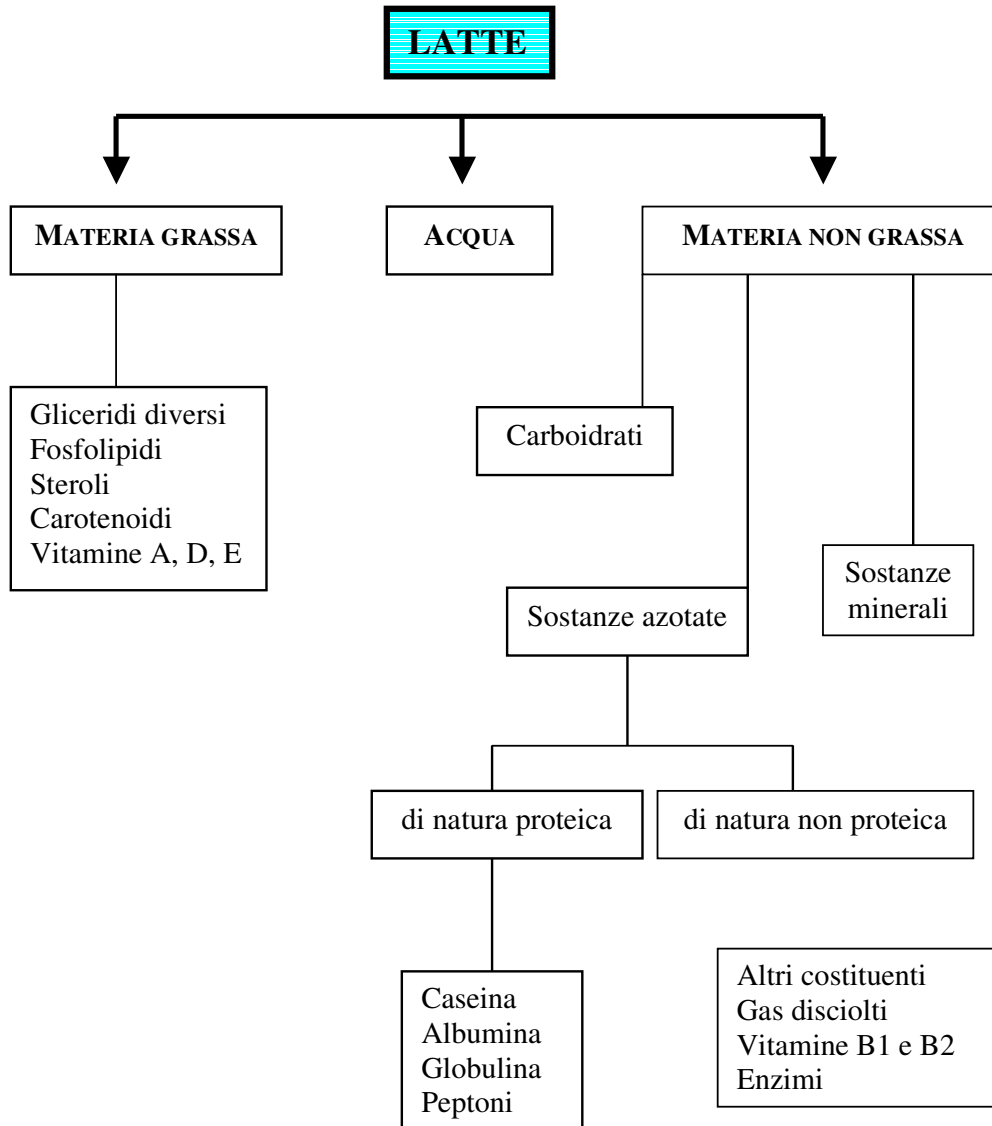 LATTE
MATERIA GRASSA
ACQUA
MATERIA NON GRASSA
Gliceridi diversi
Fosfolipidi
Steroli
Carotenoidi
Vitamine A, D, E
Carboidrati
Sostanze
minerali
Sostanze azotate
di natura proteica
di natura non proteica
Caseina
Albumina
Globulina
Peptoni
Altri costituenti
Gas disciolti
Vitamine B1 e B2
Enzimi